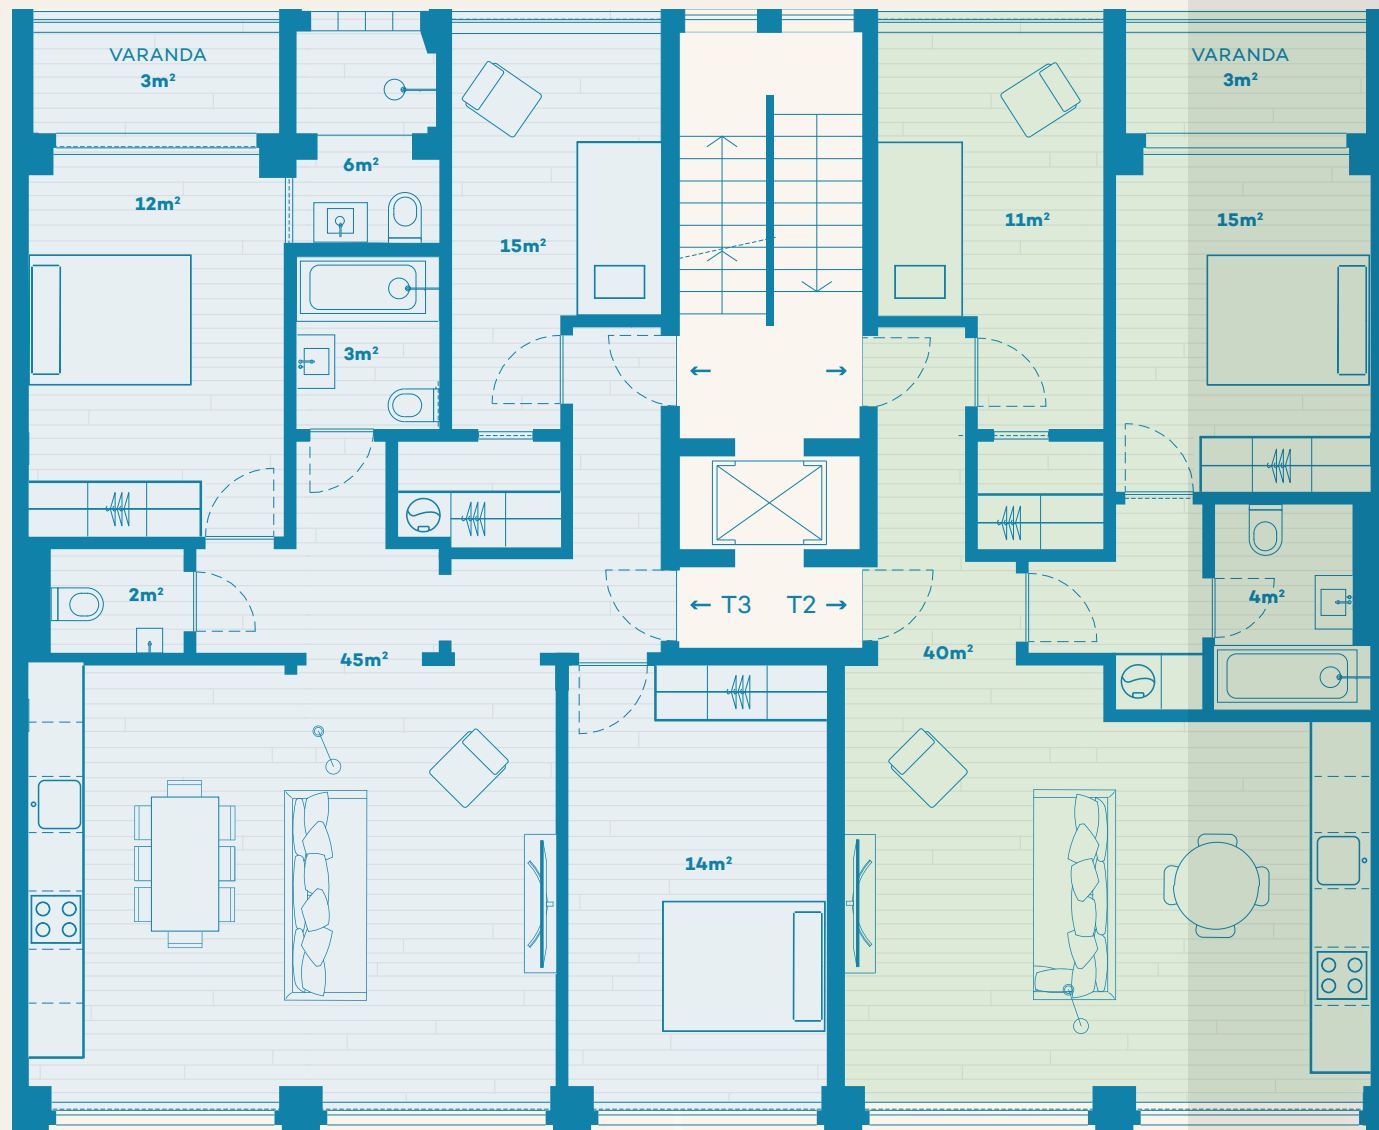 VARANDA
3m²
VARANDA
3m²
6m²
12m²
15m²
11m²
15m²
3m²
← →
2m²
← T3 T2 →
4m²
45m²
40m²
14m²